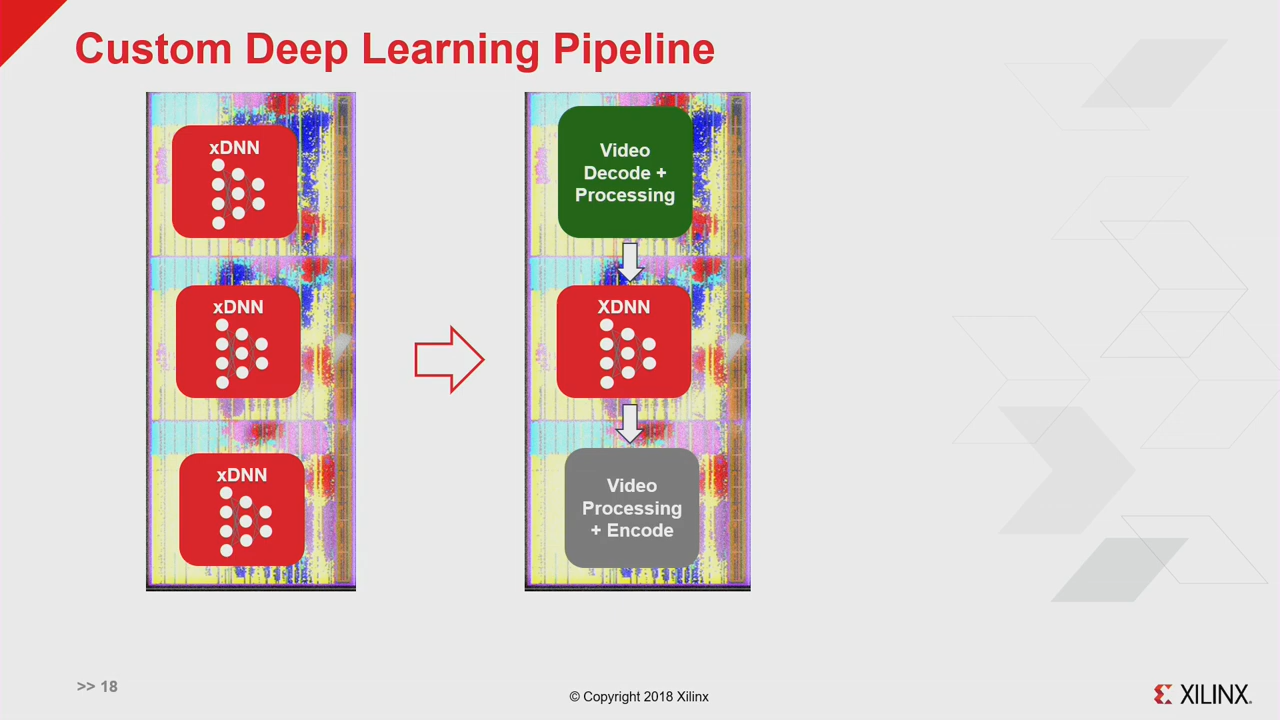 Custom Deep Learning Pipeline
xDNN
xDNN
xDNN
Video
Decode +
Processing
XDNN
Video
Processing
+ Encode
>> 18
© Copyright 2018 Xilinx
XILINX